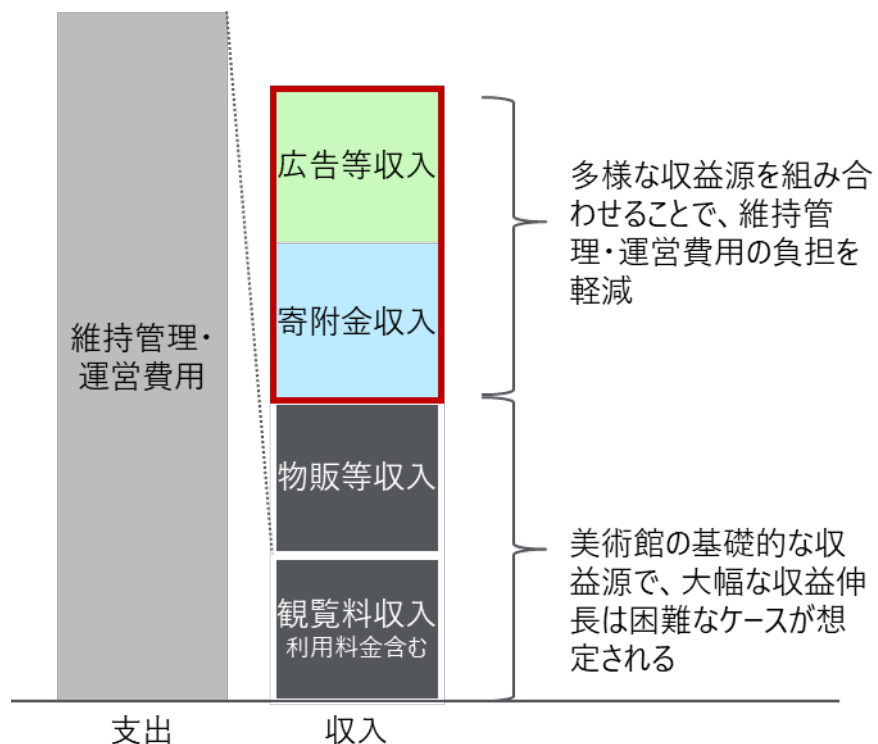 広告等収入
多様な収益源を組み合
わせることで、維持管
理・運営費用の負担を
軽減
寄附金収入
維持管理・
運営費用
物販等収入
美術館の基礎的な収
益源で、大幅な収益伸
長は困難なケースが想
定される
観覧料収入
利用料金含む
支出
収入